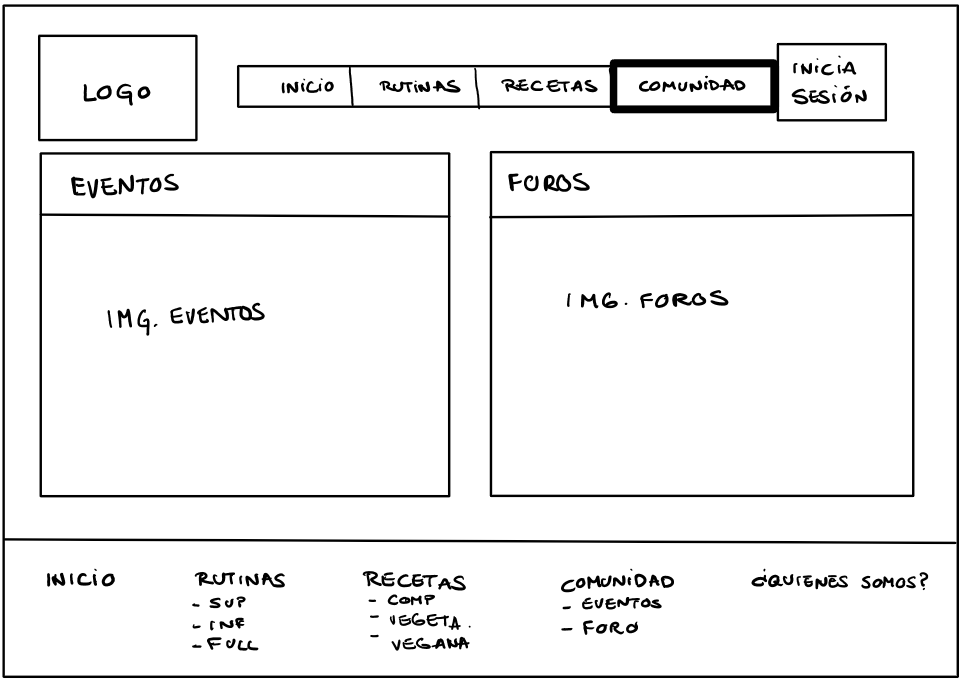 LOGO
INICIO
RUTINAS
RECETAS
COMUNIDAD
INICIA
SESIÓN
EVENTOS
FOROS
IMG. EVENTOS
IMG. FOROS
INICIO
RUTINAS
- SUP
- INF
- FULL
RECETAS
- COMP
- VEGETA.
- VEGANA
COMUNIDAD
- EVENTOS
- FORO
¿QUIENES SOMOS?